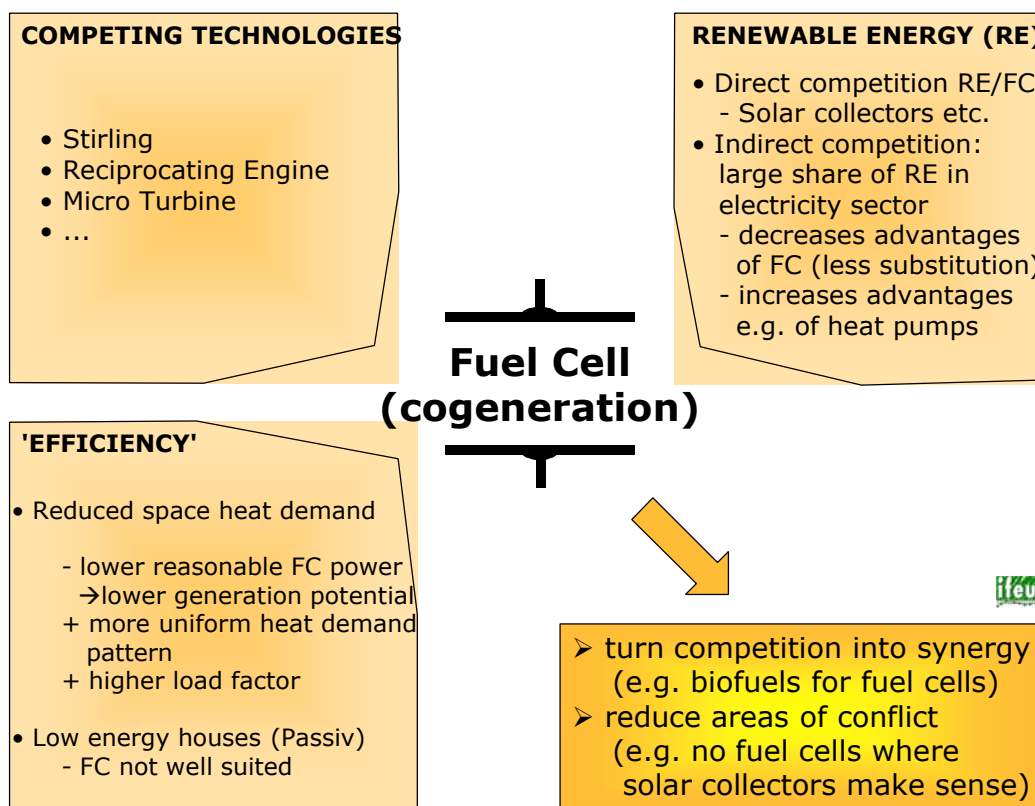 COMPETING TECHNOLOGIES
• Stirling
• Reciprocating Engine
• Micro Turbine
• ...
RENEWABLE ENERGY (RE)
• Direct competition RE/FC
- Solar collectors etc.
• Indirect competition:
large share of RE in
electricity sector
- decreases advantages
of FC (less substitution)
- increases advantages
e.g. of heat pumps
Fuel Cell
(cogeneration)
'EFFICIENCY'
• Reduced space heat demand
- lower reasonable FC power
→lower generation potential
+ more uniform heat demand
pattern
+ higher load factor
• Low energy houses (Passiv)
- FC not well suited
ifeu
➢ turn competition into synergy
(e.g. biofuels for fuel cells)
➢ reduce areas of conflict
(e.g. no fuel cells where
solar collectors make sense)